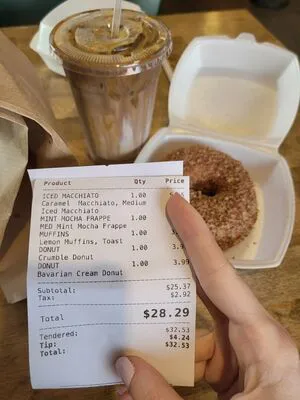 Product Qty Price
ICED MACCHIATO 1.00
Caramel Macchiato, Medium
Iced Macchiato
MINT MOCHA FRAPPE 1.00
MED Mint Mocha Frappe
MUFFINS 1.00
Lemon Muffins, Toast
DONUT 1.00
Crumble Donut
DONUT 1.00 3.99
Bavarian Cream Donut
Subtotal: $25.37
Tax: $2.92
Total $28.29
Tendered: $32.53
Tip: $4.24
Total: $32.53